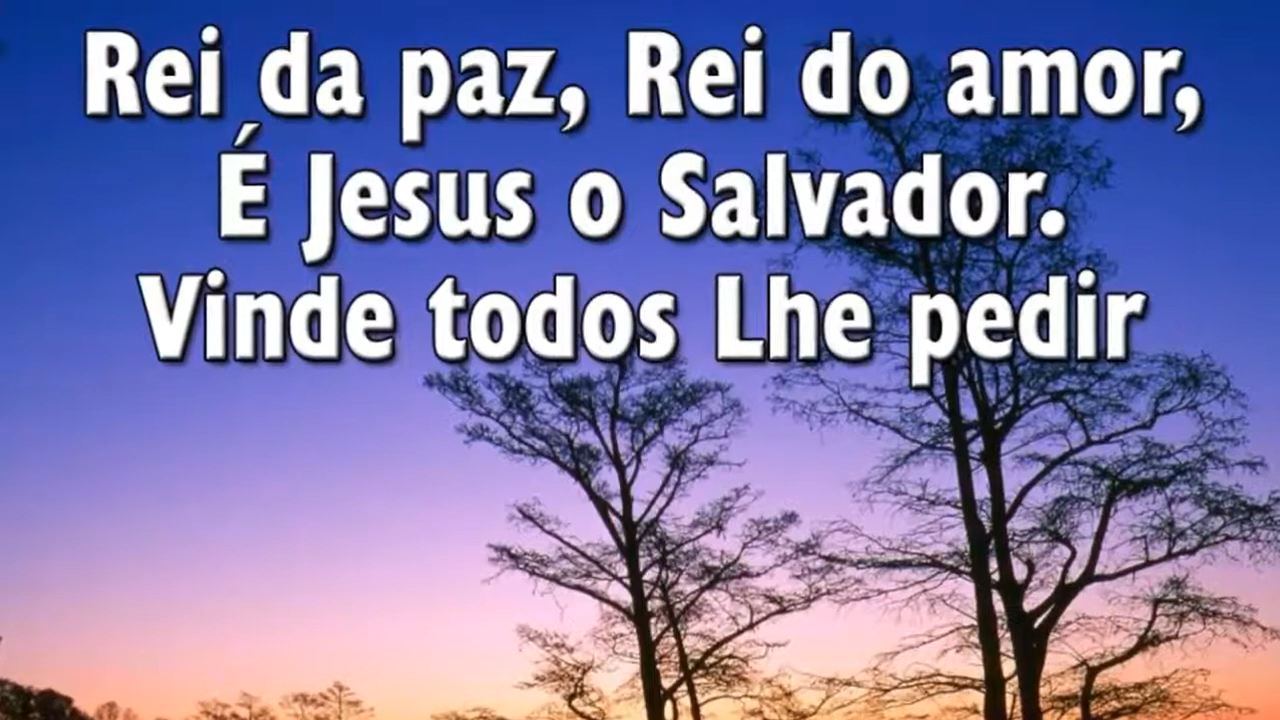 Rei da paz, Rei do amor,
É Jesus o Salvador.
Vinde todos Lhe pedir